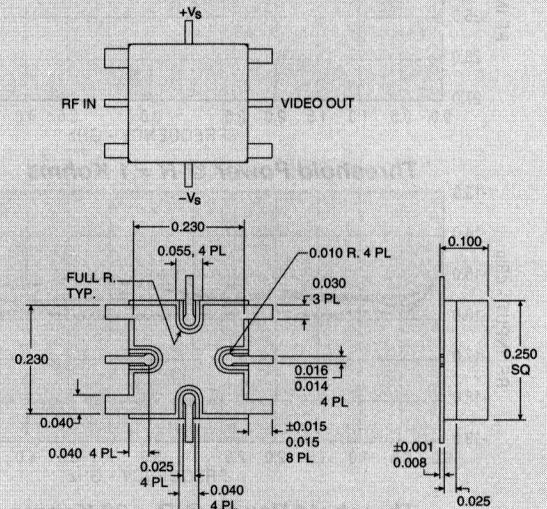 +VS
RF IN
VIDEO OUT
−VS
0.230
0.100
0.055, 4 PL
0.010 R. 4 PL
FULL R.
TYP.
0.030
3 PL
0.230
0.250
SQ
0.016
0.014
4 PL
0.040
±0.015
0.015
8 PL
0.040 4 PL
0.025
4 PL
0.040
4 PL
±0.001
0.008
0.025